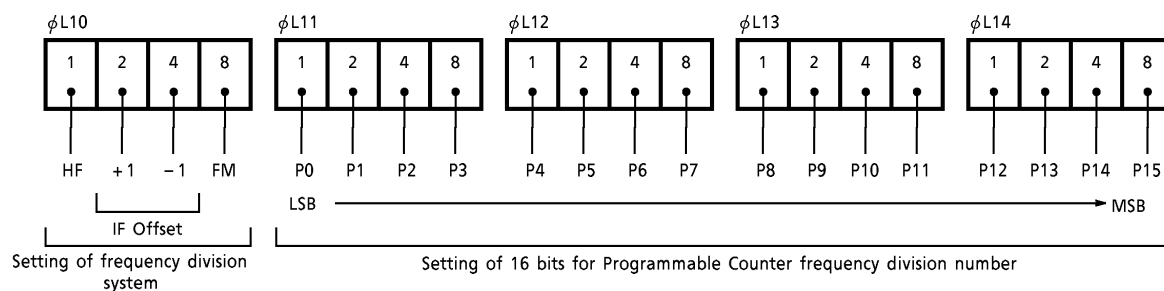 φL10 φL11 φL12 φL13 φL14
1 2 4 8 1 2 4 8 1 2 4 8 1 2 4 8 1 2 4 8
HF +1 −1 FM P0 P1 P2 P3 P4 P5 P6 P7 P8 P9 P10 P11 P12 P13 P14 P15
LSB MSB
IF Offset
Setting of frequency division
system
Setting of 16 bits for Programmable Counter frequency division number